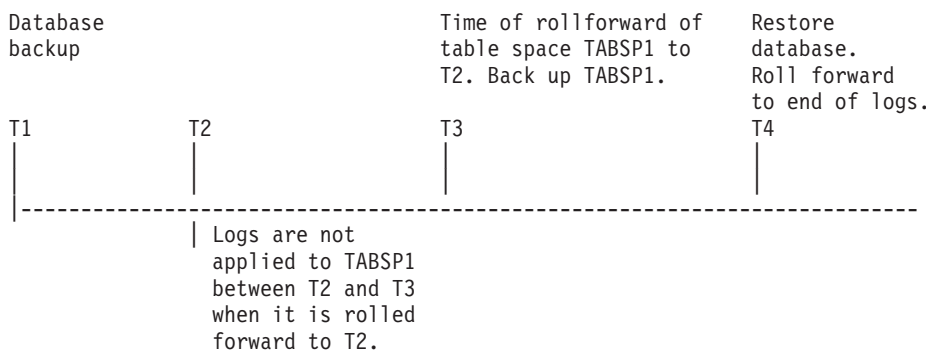 Database
backup
Time of rollforward of
table space TABSP1 to
T2. Back up TABSP1.
Restore
database.
Roll forward
to end of logs.
T1
T2
T3
T4
Logs are not
applied to TABSP1
between T2 and T3
when it is rolled
forward to T2.